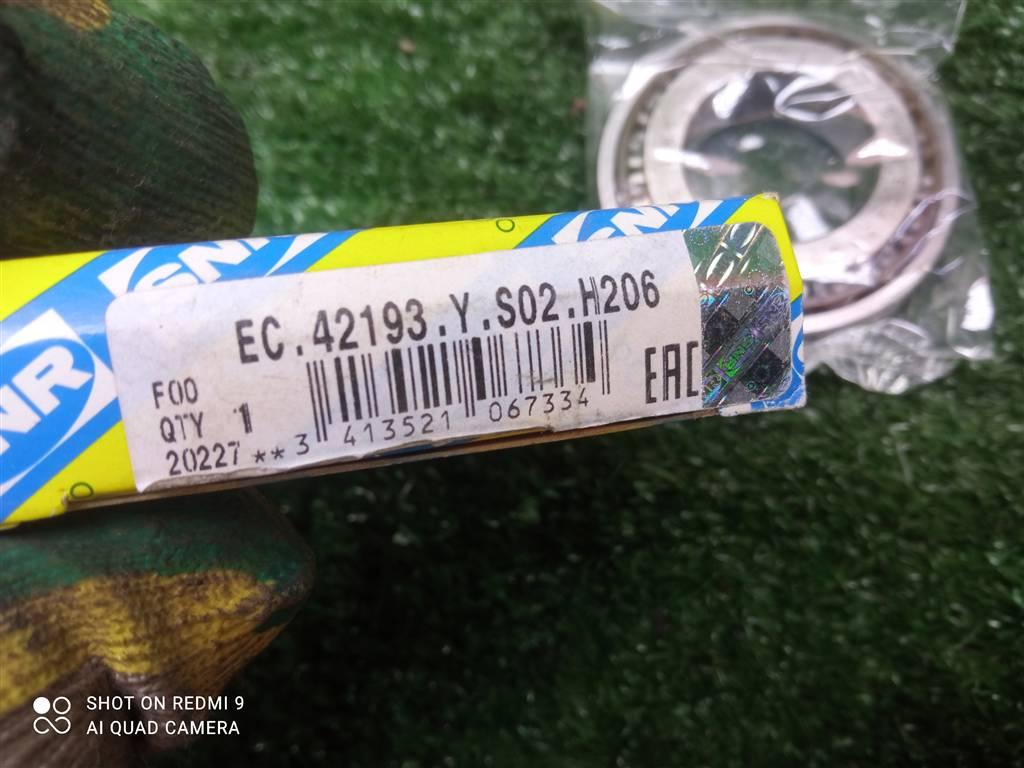 SNR
SNR
SNR
EC.42193.Y.S02.H206
F00
QTY 1
20227 ** 3 413521 067334
EAC
SHOT ON REDMI 9
AI QUAD CAMERA